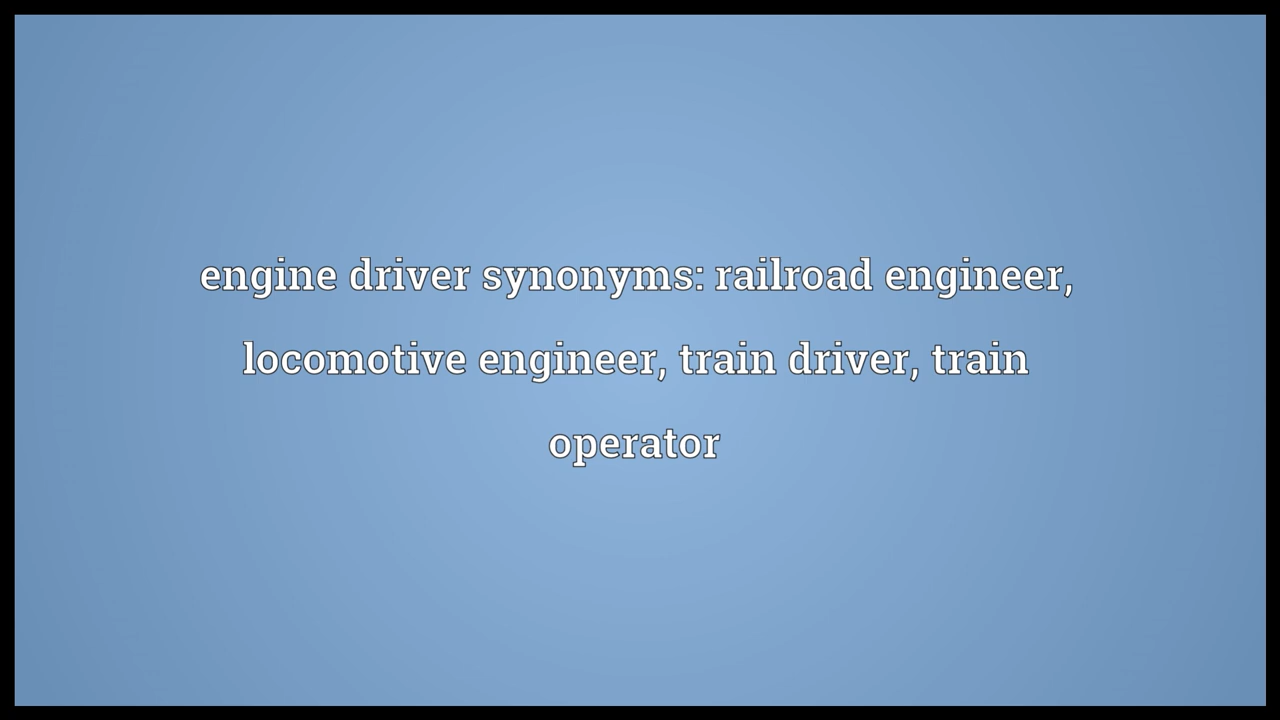 engine driver synonyms: railroad engineer,
locomotive engineer, train driver, train
operator